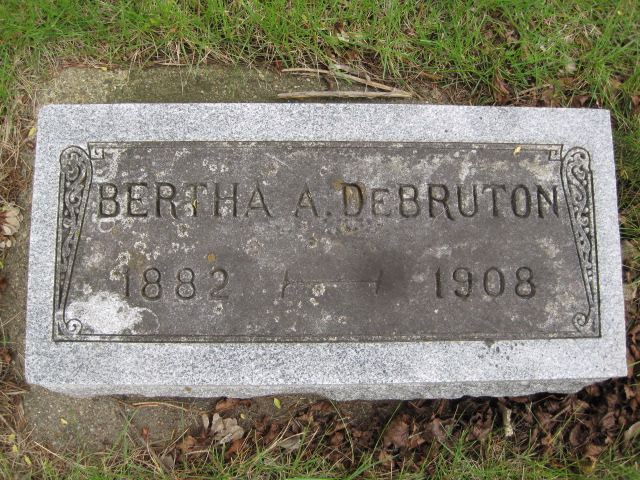 BERTHA A. DEBRUTON
1882 — 1908